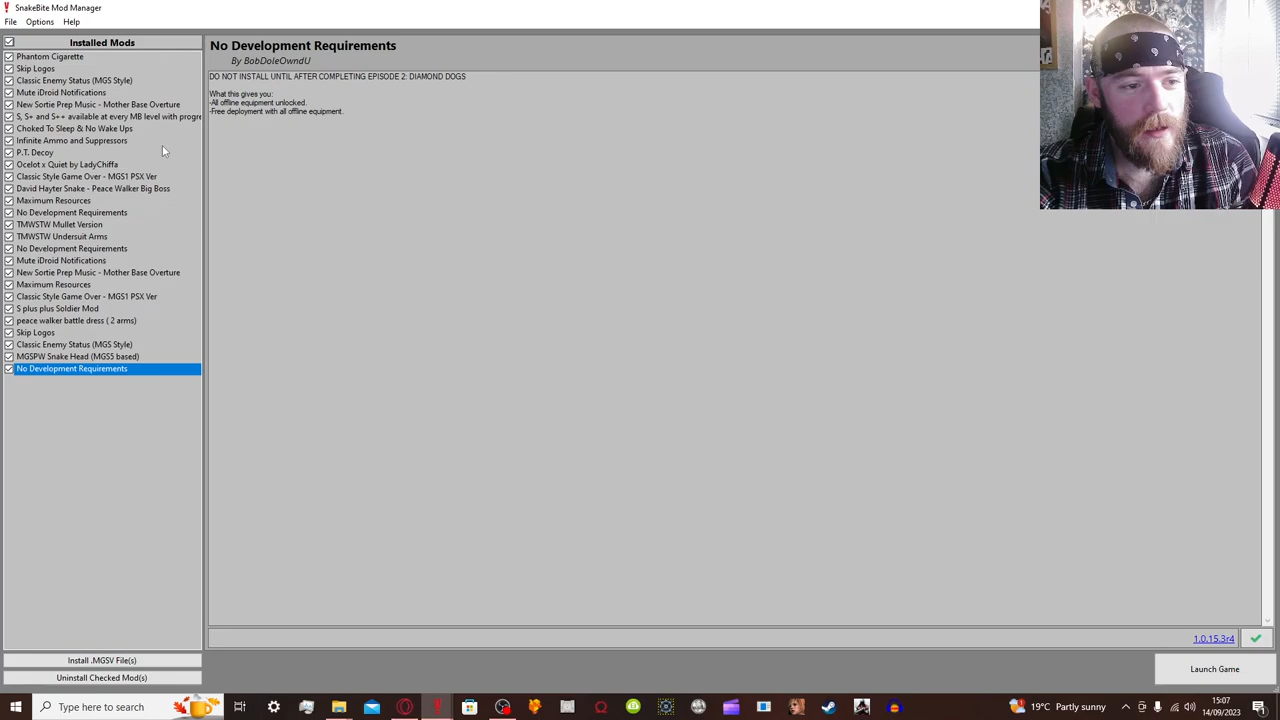 SnakeBite Mod Manager
File Options Help
Installed Mods
Phantom Cigarette
Skip Logos
Classic Enemy Status (MGS Style)
Mute iDroid Notifications
New Sortie Prep Music - Mother Base Overture
S, S+ and S++ available at every MB level with progre
Choked To Sleep & No Wake Ups
Infinite Ammo and Suppressors
P.T. Decoy
Ocelot x Quiet by LadyChiffa
Classic Style Game Over - MGS1 PSX Ver
David Hayter Snake - Peace Walker Big Boss
Maximum Resources
No Development Requirements
TMWSTW Mullet Version
TMWSTW Undersuit Arms
No Development Requirements
Mute iDroid Notifications
New Sortie Prep Music - Mother Base Overture
Maximum Resources
Classic Style Game Over - MGS1 PSX Ver
S plus plus Soldier Mod
peace walker battle dress ( 2 arms)
Skip Logos
Classic Enemy Status (MGS Style)
MGSPW Snake Head (MGS5 based)
No Development Requirements
Install .MGSV File(s)
Uninstall Checked Mod(s)
No Development Requirements
By BobDoleOwndU
DO NOT INSTALL UNTIL AFTER COMPLETING EPISODE 2: DIAMOND DOGS
What this gives you:
-All offline equipment unlocked.
-Free deployment with all offline equipment.
1.0.15.3r4
Launch Game
Type here to search
19°C Partly sunny
15:07
14/09/2023